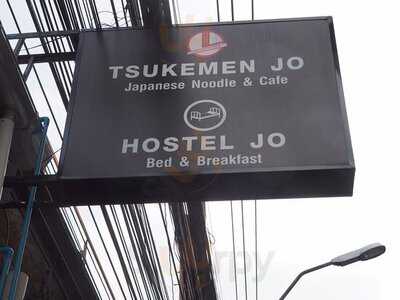 TSUKEMEN JO
Japanese Noodle & Cafe
HOSTEL JO
Bed & Breakfast